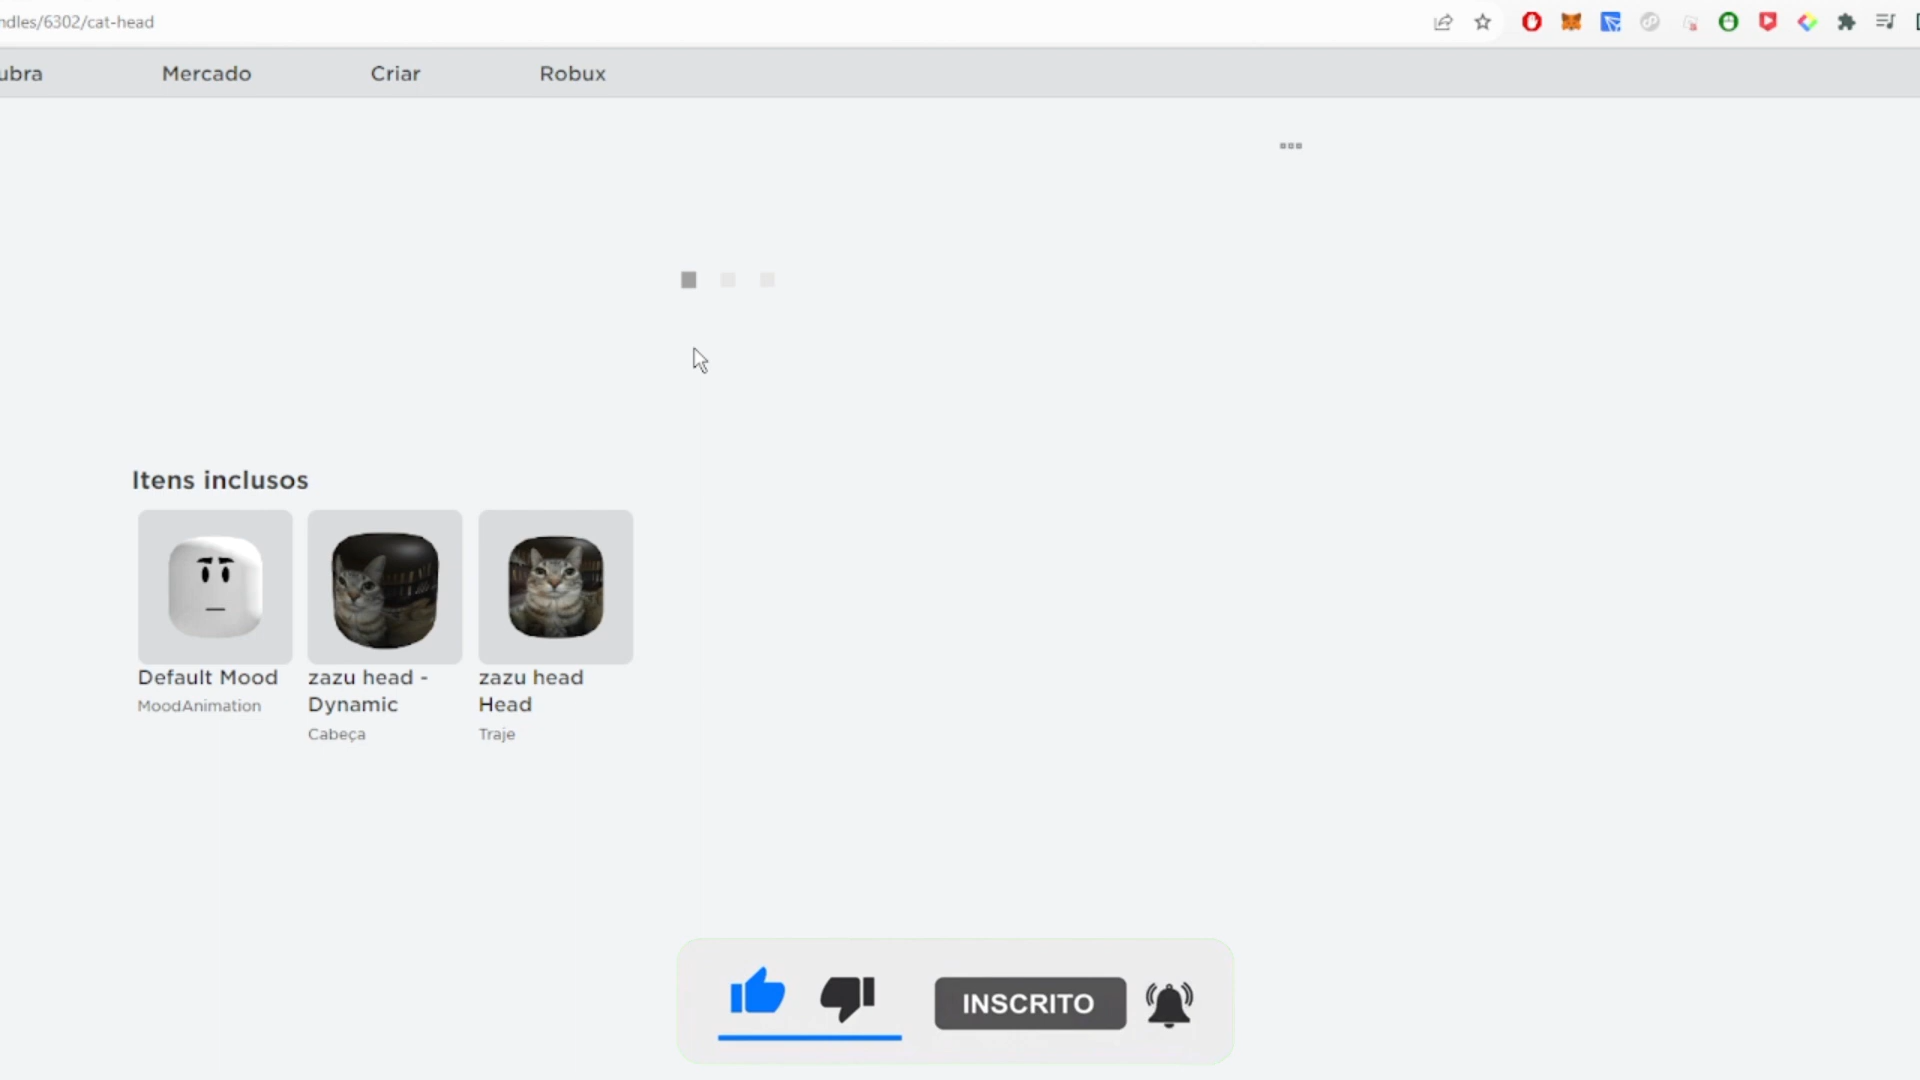 ndles/6302/cat-head
ubra Mercado Criar Robux
Itens inclusos
Default Mood
MoodAnimation
zazu head -
Dynamic
Cabeça
zazu head
Head
Traje
INSCRITO